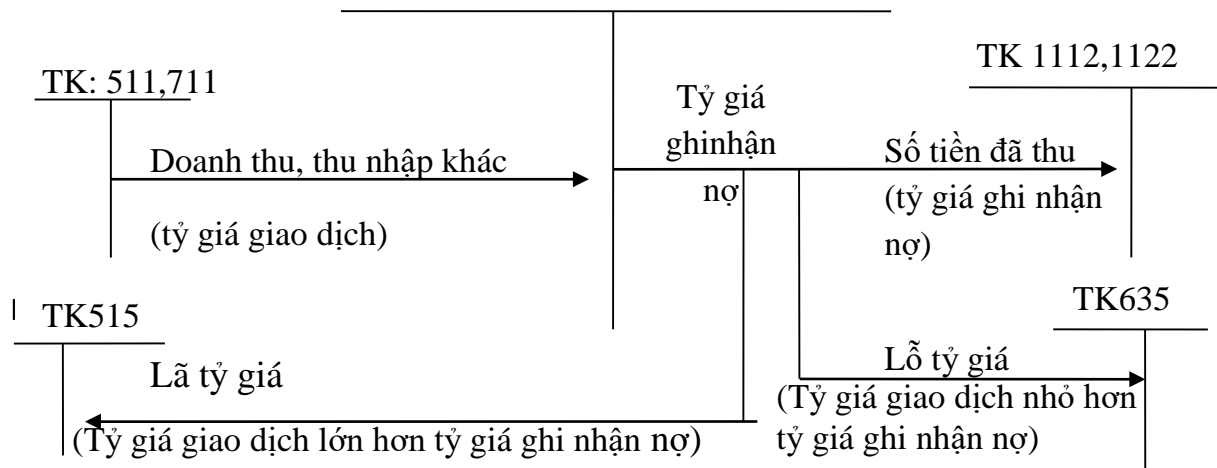 TK: 511,711
Doanh thu, thu nhập khác
(tỷ giá giao dịch)
Tỷ giá
ghinhận
nợ
TK 1112,1122
Số tiền đã thu
(tỷ giá ghi nhận
nợ)
TK515
Lã tỷ giá
(Tỷ giá giao dịch lớn hơn tỷ giá ghi nhận nợ)
TK635
Lỗ tỷ giá
(Tỷ giá giao dịch nhỏ hơn
tỷ giá ghi nhận nợ)